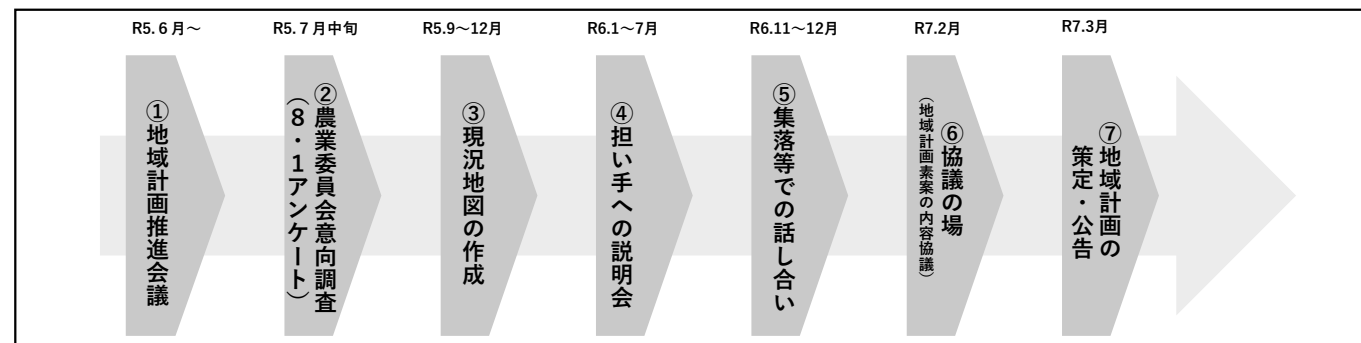 R5.６月～
R5.７月中旬
R5.9～12月
R6.1～7月
R6.11～12月
R7.2月
R7.3月
①地域計画推進会議
②農業委員会意向調査
（８・１アンケート）
③現況地図の作成
④担い手への説明会
⑤集落等での話し合い
⑥協議の場
（地域計画素案の内容協議）
⑦地域計画の
策定・公告